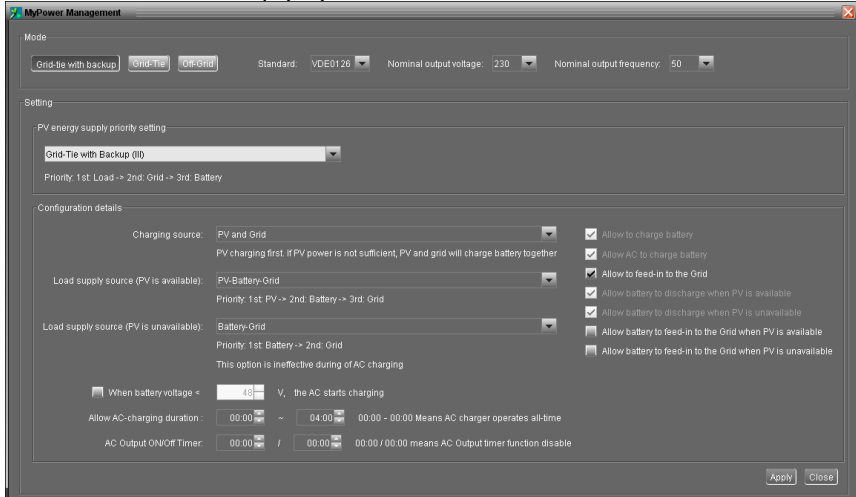 MyPower Management
Mode
Grid-tie with backup Grid-Tie Off-Grid Standard: VDE0126 Nominal output voltage: 230 Nominal output frequency: 50
Setting
PV energy supply priority setting
Grid-Tie with Backup (III)
Priority: 1st: Load -> 2nd: Grid -> 3rd: Battery
Configuration details
Charging source: PV and Grid Allow to charge battery
PV charging first. If PV power is not sufficient, PV and grid will charge battery together
Allow AC to charge battery
Allow to feed-in to the Grid
Load supply source (PV is available): PV-Battery-Grid
Priority: 1st: PV -> 2nd: Battery -> 3rd: Grid
Allow battery to discharge when PV is available
Allow battery to discharge when PV is unavailable
Load supply source (PV is unavailable): Battery-Grid
Allow battery to feed-in to the Grid when PV is available
Priority: 1st: Battery -> 2nd: Grid
Allow battery to feed-in to the Grid when PV is unavailable
This option is ineffective during of AC charging
When battery voltage < 48 V, the AC starts charging
Allow AC-charging duration : 00:00 ~ 04:00 00:00 - 00:00 Means AC charger operates all-time
AC Output ON/Off Timer: 00:00 / 00:00 00:00 / 00:00 means AC Output timer function disable
Apply Close